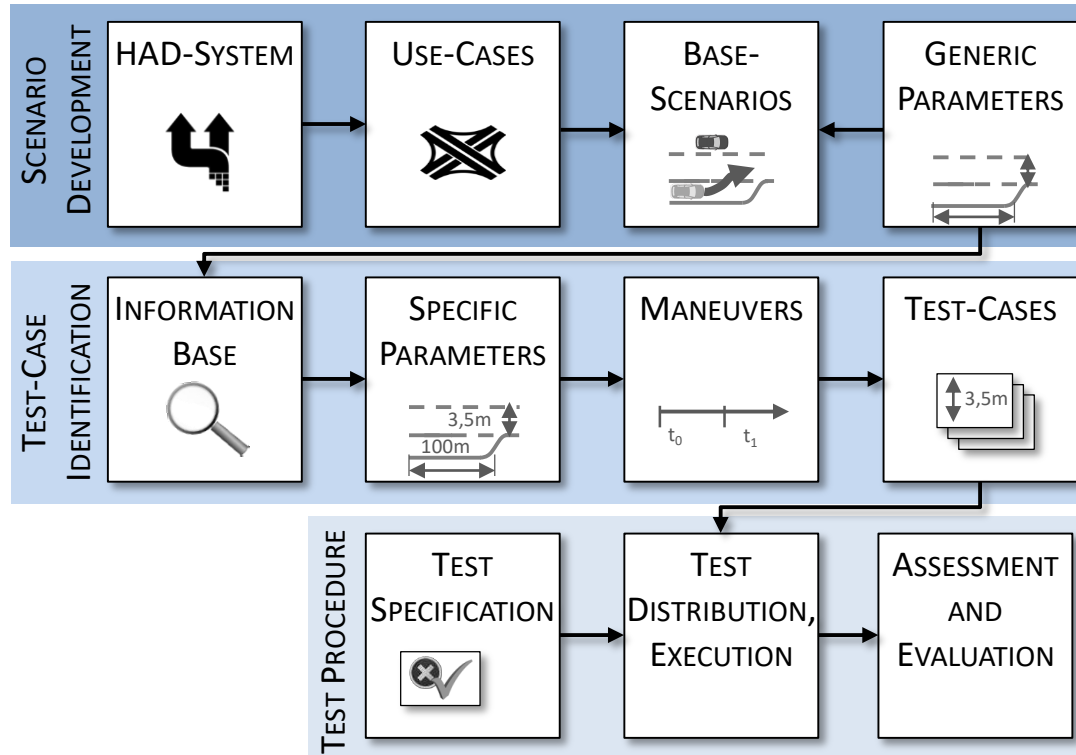 SCENARIO
DEVELOPMENT
HAD-SYSTEM
USE-CASES
BASE-
SCENARIOS
GENERIC
PARAMETERS
TEST-CASE
IDENTIFICATION
INFORMATION
BASE
SPECIFIC
PARAMETERS
3,5m
100m
MANEUVERS
t₀
t₁
TEST-CASES
3,5m
TEST PROCEDURE
TEST
SPECIFICATION
TEST
DISTRIBUTION,
EXECUTION
ASSESSMENT
AND
EVALUATION